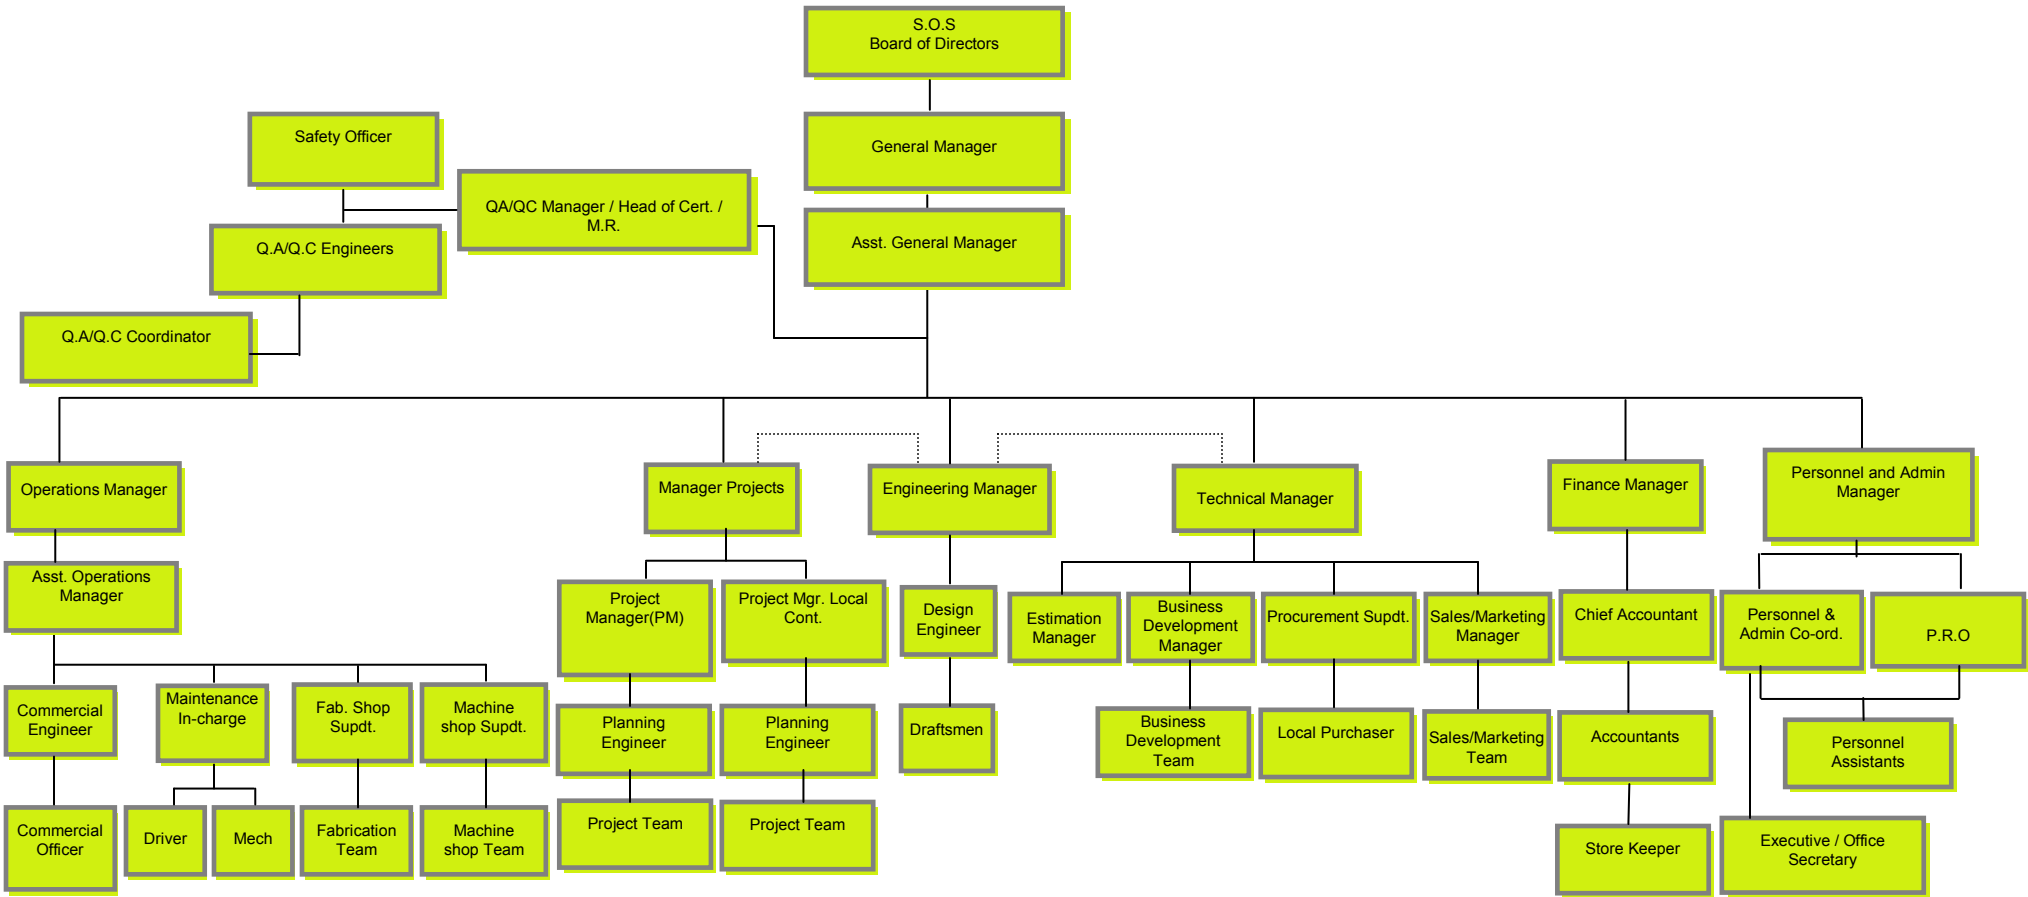 S.O.S
Board of Directors
Safety Officer
General Manager
QA/QC Manager / Head of Cert. /
M.R.
Asst. General Manager
Q.A/Q.C Engineers
Q.A/Q.C Coordinator
Operations Manager
Manager Projects
Engineering Manager
Technical Manager
Finance Manager
Personnel and Admin
Manager
Asst. Operations
Manager
Project
Manager(PM)
Project Mgr. Local
Cont.
Design
Engineer
Estimation
Manager
Business
Development
Manager
Procurement Supdt.
Sales/Marketing
Manager
Chief Accountant
Personnel &
Admin Co-ord.
P.R.O
Commercial
Engineer
Maintenance
In-charge
Fab. Shop
Supdt.
Machine
shop Supdt.
Planning
Engineer
Planning
Engineer
Draftsmen
Business
Development
Team
Local Purchaser
Sales/Marketing
Team
Accountants
Personnel
Assistants
Commercial
Officer
Driver
Mech
Fabrication
Team
Machine
shop Team
Project Team
Project Team
Store Keeper
Executive / Office
Secretary